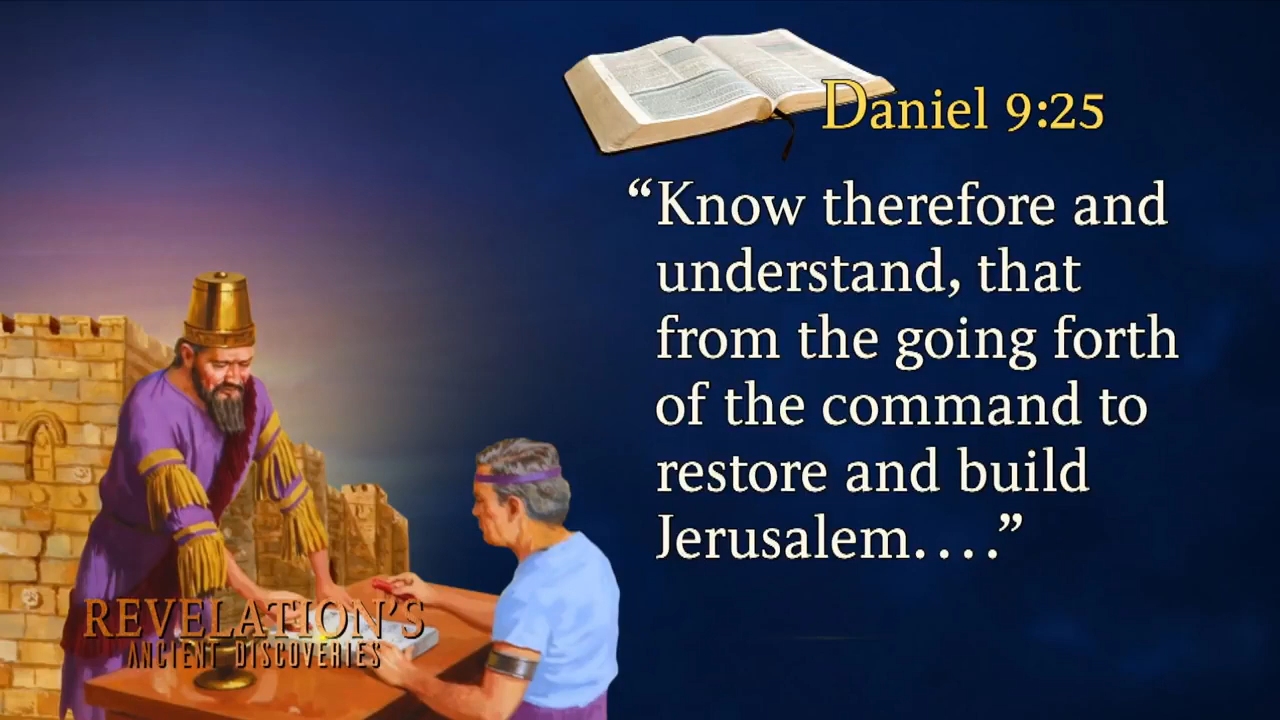 Daniel 9:25
“Know therefore and
understand, that
from the going forth
of the command to
restore and build
Jerusalem. . . .”
REVELATION’S
ANCIENT DISCOVERIES